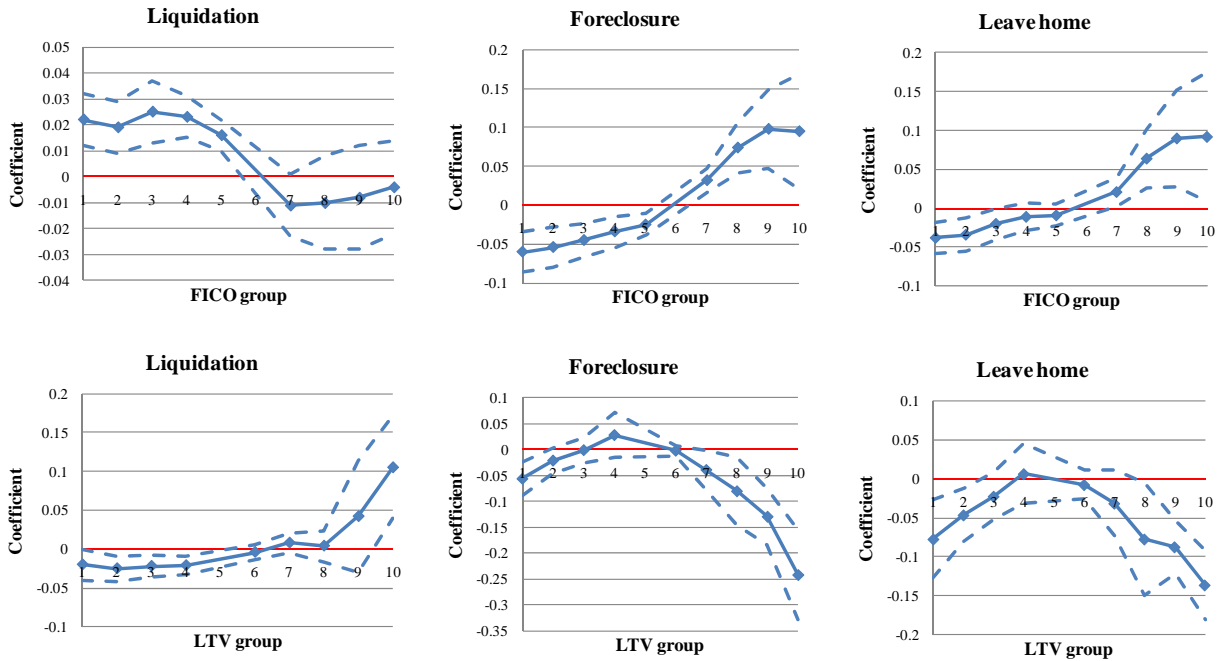 Liquidation
Coefficient
0.05
0.04
0.03
0.02
0.01
0
-0.01
-0.02
-0.03
-0.04
1 2 3 4 5 6 7 8 9 10
FICO group
Foreclosure
Coefficient
0.2
0.15
0.1
0.05
0
-0.05
-0.1
1 2 3 4 5 6 7 8 9 10
FICO group
Leave home
Coefficient
0.2
0.15
0.1
0.05
0
-0.05
-0.1
1 2 3 4 5 6 7 8 9 10
FICO group
Liquidation
Coefficient
0.2
0.15
0.1
0.05
0
-0.05
-0.1
1 2 3 4 5 6 7 8 9 10
LTV group
Foreclosure
Coefficient
0.1
0.05
0
-0.05
-0.1
-0.15
-0.2
-0.25
-0.3
-0.35
1 2 3 4 5 6 7 8 9 10
LTV group
Leave home
Coefficient
0.1
0.05
0
-0.05
-0.1
-0.15
-0.2
1 2 3 4 5 6 7 8 9 10
LTV group